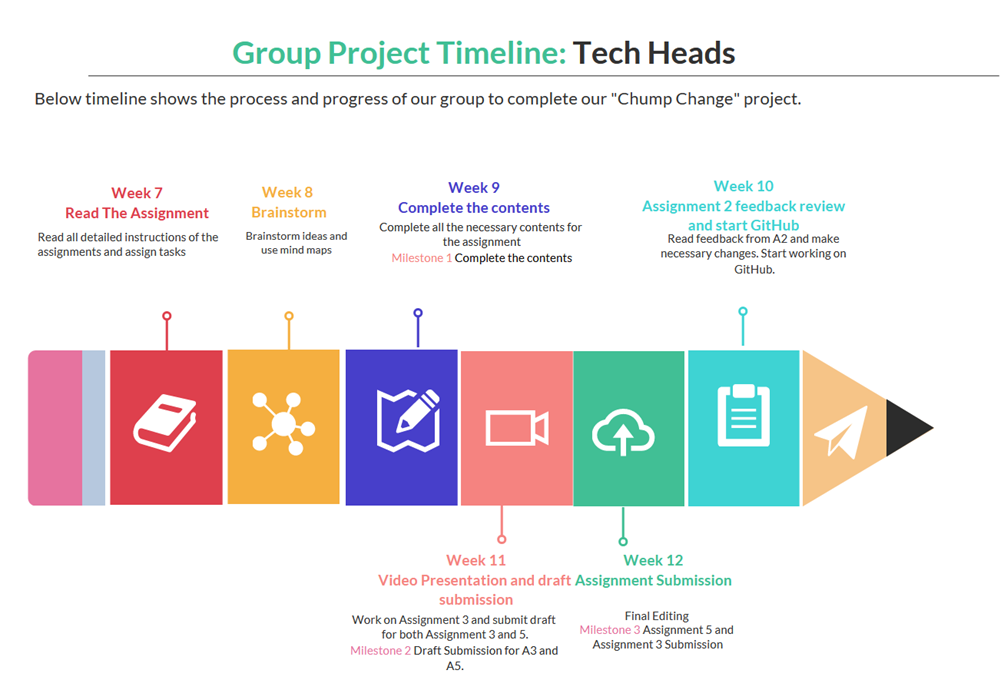 Group Project Timeline: Tech Heads
Below timeline shows the process and progress of our group to complete our "Chump Change" project.
Week 7
Read The Assignment
Read all detailed instructions of the
assignments and assign tasks
Week 8
Brainstorm
Brainstorm ideas and
use mind maps
Week 9
Complete the contents
Complete all the necessary contents for
the assignment
Milestone 1 Complete the contents
Week 10
Assignment 2 feedback review
and start GitHub
Read feedback from A2 and make
necessary changes. Start working on
GitHub.
Week 11
Video Presentation and draft
submission
Work on Assignment 3 and submit draft
for both Assignment 3 and 5.
Milestone 2 Draft Submission for A3 and
A5.
Week 12
Assignment Submission
Final Editing
Milestone 3 Assignment 5 and
Assignment 3 Submission